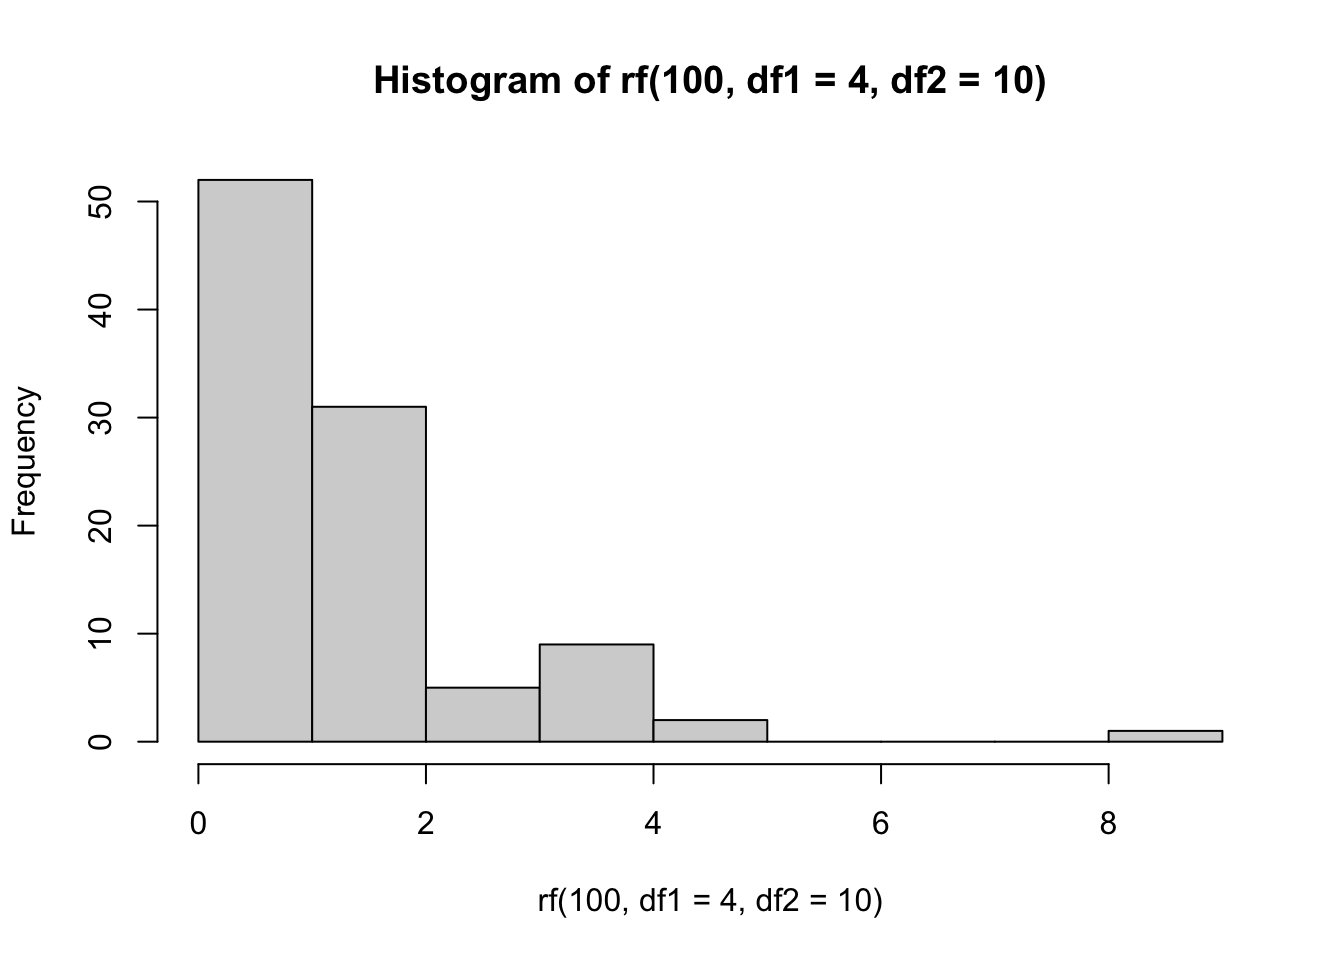 Histogram of rf(100, df1 = 4, df2 = 10)
Frequency
50
40
30
20
10
0
0 2 4 6 8
rf(100, df1 = 4, df2 = 10)